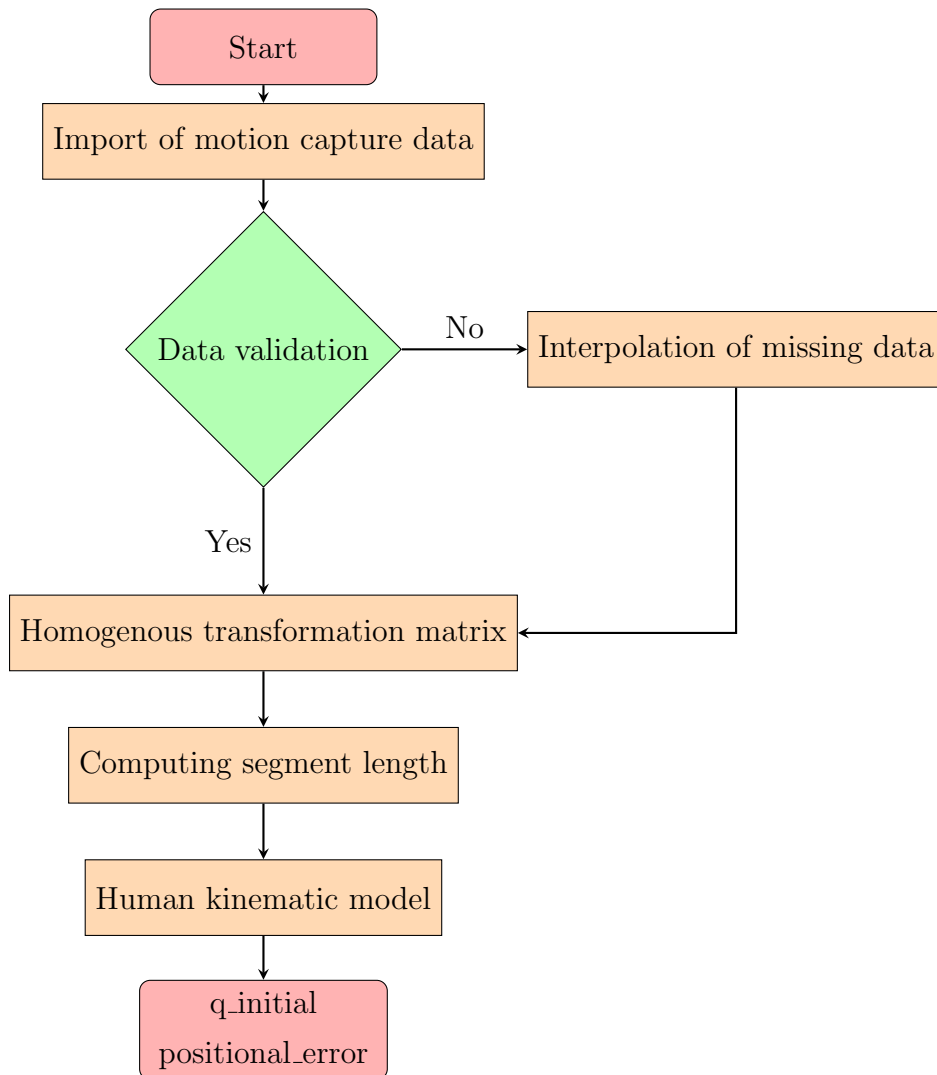 Start
Import of motion capture data
Data validation
No
Interpolation of missing data
Yes
Homogenous transformation matrix
Computing segment length
Human kinematic model
q_initial
positional_error